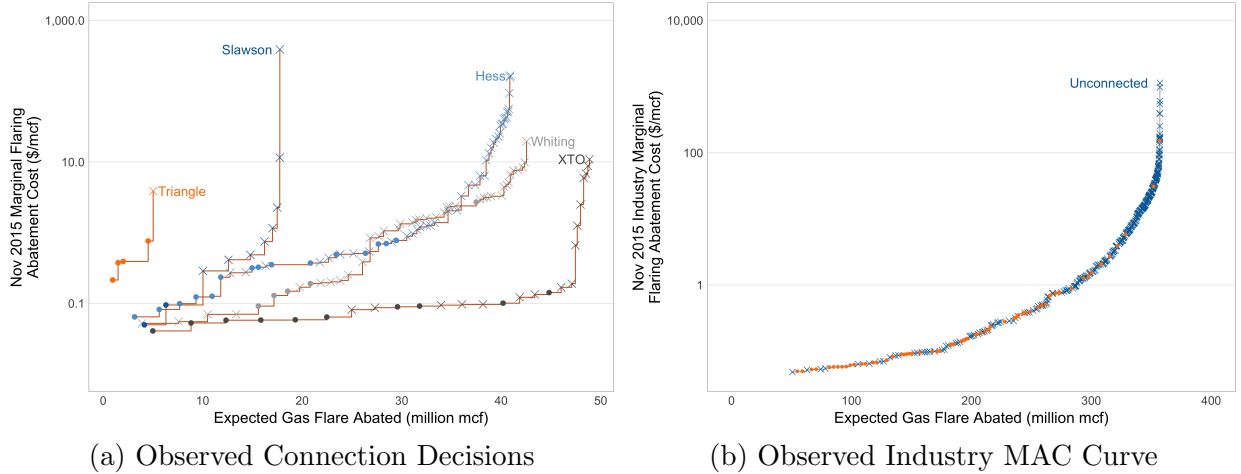 Nov 2015 Marginal Flaring
Abatement Cost ($/mcf)
1,000.0
10.0
0.1
Slawson
Hess
Whiting
XTO
Triangle
0 10 20 30 40 50
Expected Gas Flare Abated (million mcf)
(a) Observed Connection Decisions
Nov 2015 Industry Marginal
Flaring Abatement Cost ($/mcf)
10,000
100
1
Unconnected
0 100 200 300 400
Expected Gas Flare Abated (million mcf)
(b) Observed Industry MAC Curve